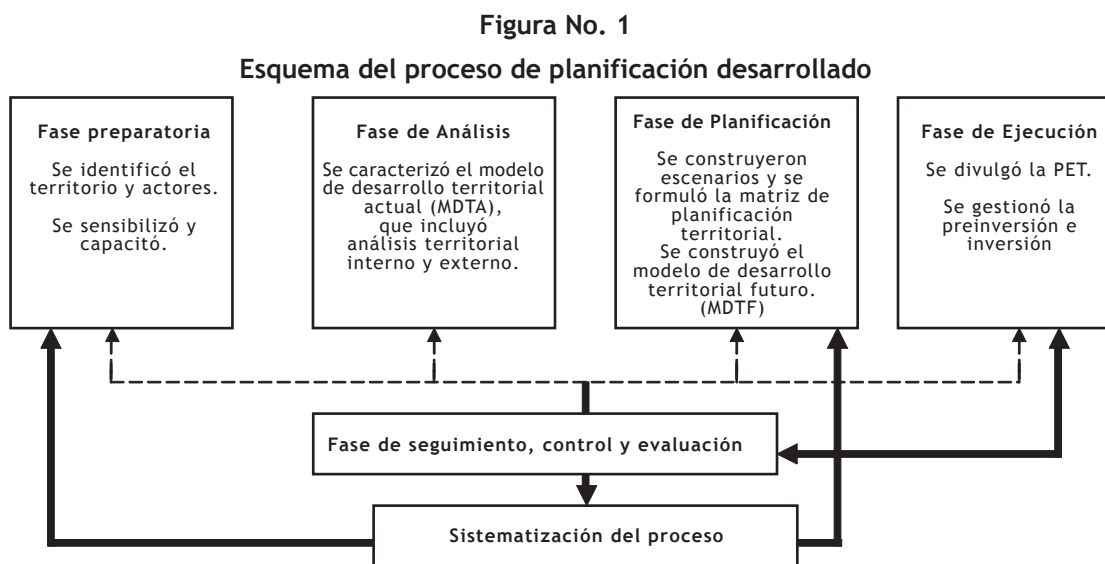 Figura No. 1
Esquema del proceso de planificación desarrollado
Fase preparatoria
Se identificó el
territorio y actores.
Se sensibilizó y
capacitó.
Fase de Análisis
Se caracterizó el modelo
de desarrollo territorial
actual (MDTA),
que incluyó
análisis territorial
interno y externo.
Fase de Planificación
Se construyeron
escenarios y se
formuló la matriz de
planificación
territorial.
Se construyó el
modelo de desarrollo
territorial futuro.
(MDTF)
Fase de Ejecución
Se divulgó la PET.
Se gestionó la
preinversión e
inversión
Fase de seguimiento, control y evaluación
Sistematización del proceso